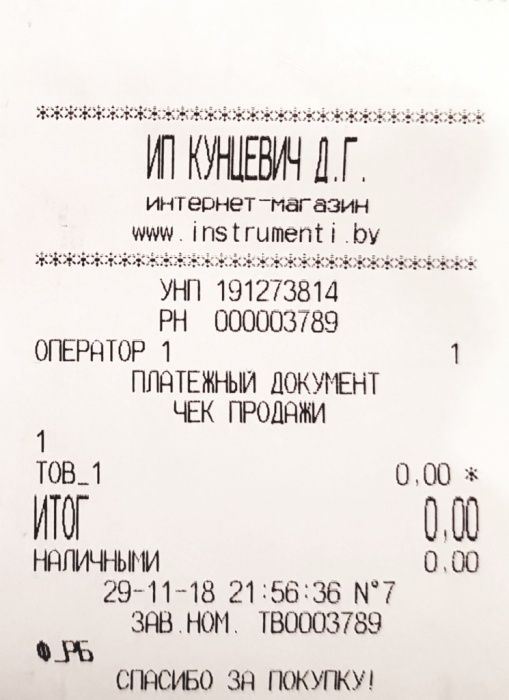 ******************************************
ИП КУНЦЕВИЧ Д.Г.
интернет-магазин
www.instrumenti.by
******************************************
УНП 191273814
РН 000003789
ОПЕРАТОР 1 1
ПЛАТЕЖНЫЙ ДОКУМЕНТ
ЧЕК ПРОДАЖИ
1
ТОВ_1 0,00 *
ИТОГ 0,00
НАЛИЧНЫМИ 0.00
29-11-18 21:56:36 №7
ЗАВ.НОМ. ТВ0003789
Ф_РБ
СПАСИБО ЗА ПОКУПКУ!